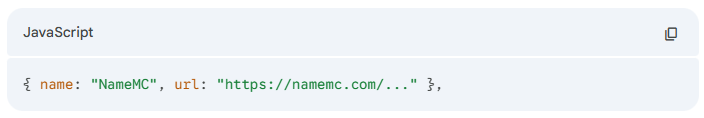 JavaScript
{ name: "NameMC", url: "https://namemc.com/..." },